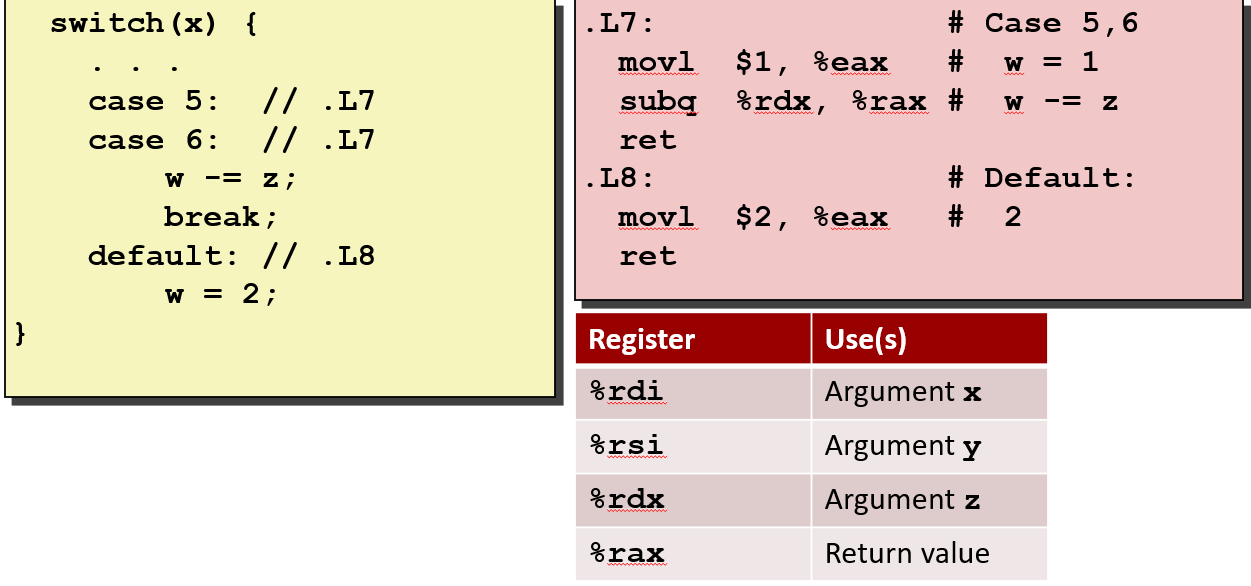 switch(x) {
. . .
case 5:  // .L7
case 6:  // .L7
w -= z;
break;
default: // .L8
w = 2;
}
.L7:               # Case 5,6
movl  $1, %eax   #  w = 1
subq  %rdx, %rax #  w -= z
ret
.L8:               # Default:
movl  $2, %eax   #  2
ret
Register Use(s)
%rdi Argument x
%rsi Argument y
%rdx Argument z
%rax Return value